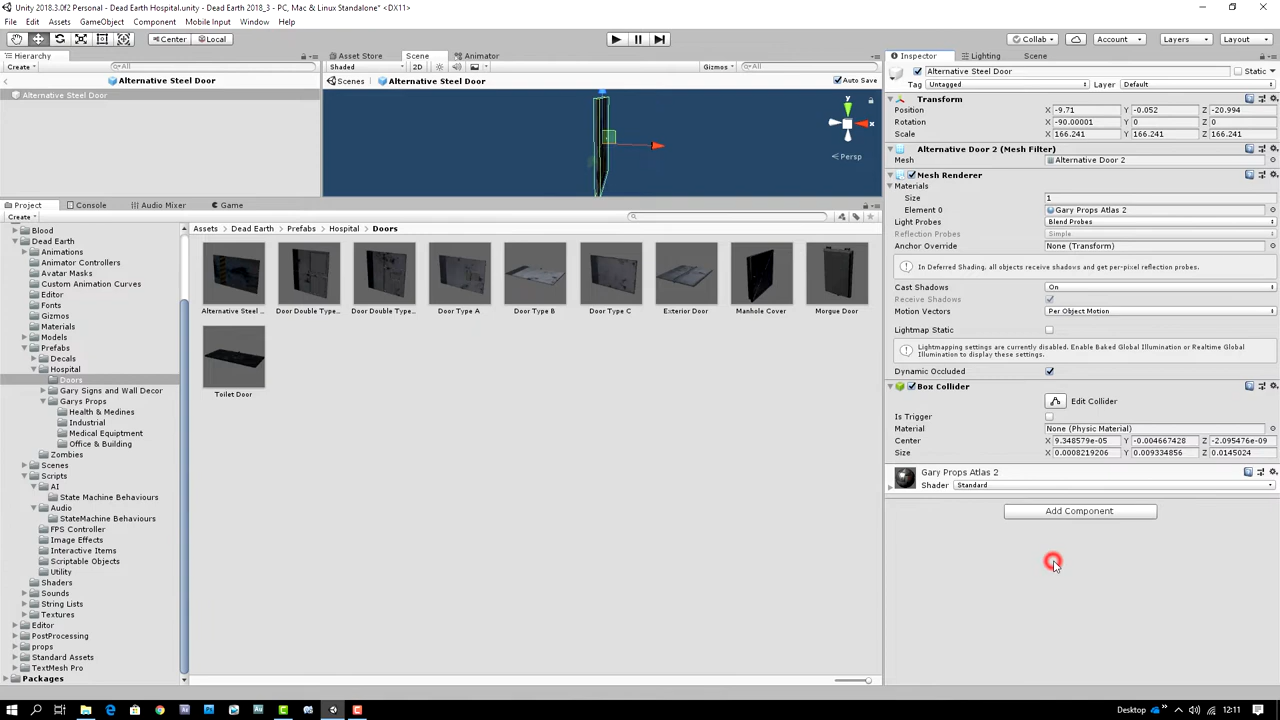 Unity 2018.3.0f2 Personal - Dead Earth Hospital.unity - Dead Earth 2018_3 - PC, Mac & Linux Standalone* <DX11>
File Edit Assets GameObject Component Mobile Input Window Help
Center Local Collab Account Layers Layout
Hierarchy Asset Store Scene Animator Inspector Lighting Scene
Create All Shaded 2D Gizmos All
Alternative Steel Door Scenes Alternative Steel Door Auto Save
Alternative Steel Door
y
x
Persp
Alternative Steel Door Static
Tag Untagged Layer Default
Transform
Position X -9.71 Y -0.052 Z -20.994
Rotation X -90.00001 Y 0 Z 0
Scale X 166.241 Y 166.241 Z 166.241
Alternative Door 2 (Mesh Filter)
Mesh Alternative Door 2
Mesh Renderer
Materials
Size 1
Element 0 Gary Props Atlas 2
Light Probes Blend Probes
Reflection Probes Simple
Anchor Override None (Transform)
In Deferred Shading, all objects receive shadows and get per-pixel reflection probes.
Cast Shadows On
Receive Shadows
Motion Vectors Per Object Motion
Lightmap Static
Lightmapping settings are currently disabled. Enable Baked Global Illumination or Realtime Global
Illumination to display these settings.
Dynamic Occluded
Box Collider
Edit Collider
Is Trigger
Material None (Physic Material)
Center X 9.348579e-05 Y -0.004667428 Z -2.095476e-09
Size X 0.0008219206 Y 0.009334856 Z 0.0145024
Gary Props Atlas 2
Shader Standard
Add Component
Project Console Audio Mixer Game
Create
Assets Dead Earth Prefabs Hospital Doors
Blood
Dead Earth
Animations
Animator Controllers
Avatar Masks
Custom Animation Curves
Editor
Fonts
Gizmos
Materials
Models
Prefabs
Decals
Hospital
Doors
Gary Signs and Wall Decor
Garys Props
Health & Medines
Industrial
Medical Equiptment
Office & Building
Zombies
Scenes
Scripts
AI
State Machine Behaviours
Audio
StateMachine Behaviours
FPS Controller
Image Effects
Interactive Items
Scriptable Objects
Utility
Shaders
Sounds
String Lists
Textures
Editor
PostProcessing
props
Standard Assets
TextMesh Pro
Packages
Alternative Steel ... Door Double Type... Door Double Type... Door Type A Door Type B Door Type C Exterior Door Manhole Cover Morgue Door
Toilet Door
Desktop 12:11